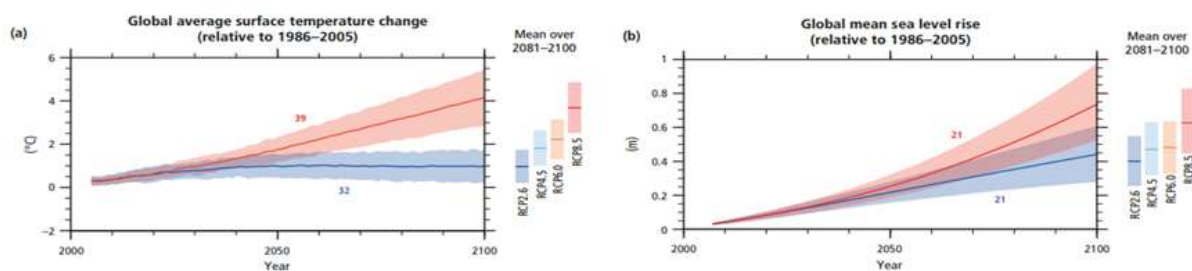 (a)
Global average surface temperature change
(relative to 1986–2005)
Mean over
2081–2100
6
4
2
0
−2
(°C)
39
32
2000
2050
2100
Year
RCP2.6
RCP4.5
RCP6.0
RCP8.5
(b)
Global mean sea level rise
(relative to 1986–2005)
Mean over
2081–2100
1
0.8
0.6
0.4
0.2
0
(m)
21
21
2000
2050
2100
Year
RCP2.6
RCP4.5
RCP6.0
RCP8.5